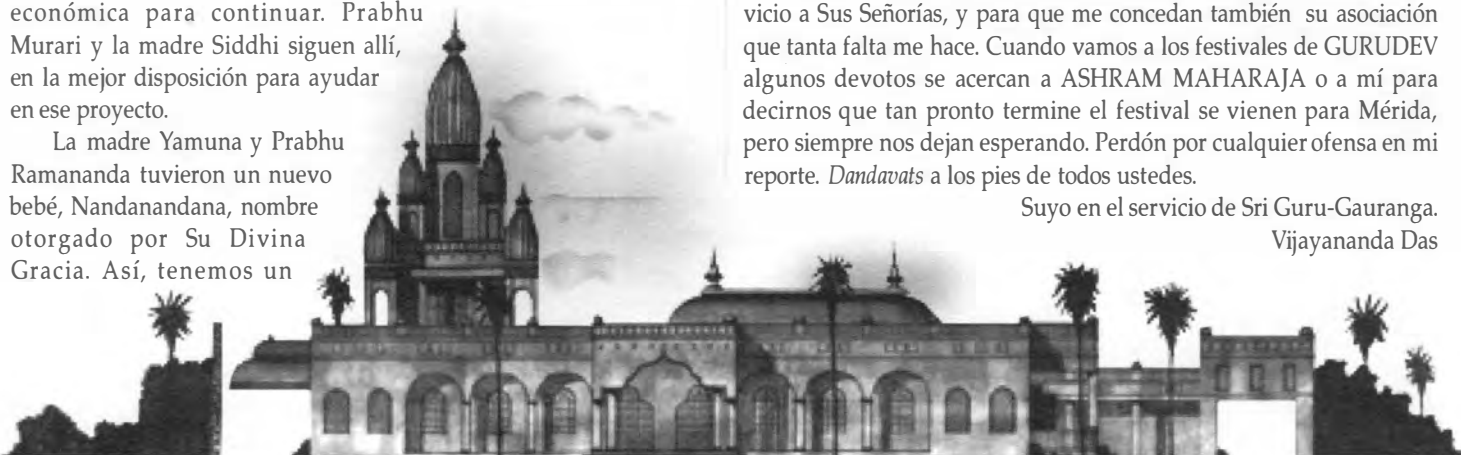 económica para continuar. Prabhu
Murari y la madre Siddhi siguen allí,
en la mejor disposición para ayudar
en ese proyecto.
La madre Yamuna y Prabhu
Ramananda tuvieron un nuevo
bebé, Nandanandana, nombre
otorgado por Su Divina
Gracia. Así, tenemos un
vicio a Sus Señorías, y para que me concedan también su asociación
que tanta falta me hace. Cuando vamos a los festivales de GURUDEV
algunos devotos se acercan a ASHRAM MAHARAJA o a mí para
decirnos que tan pronto termine el festival se vienen para Mérida,
pero siempre nos dejan esperando. Perdón por cualquier ofensa en mi
reporte. Dandavats a los pies de todos ustedes.
Suyo en el servicio de Sri Guru-Gauranga.
Vijayananda Das